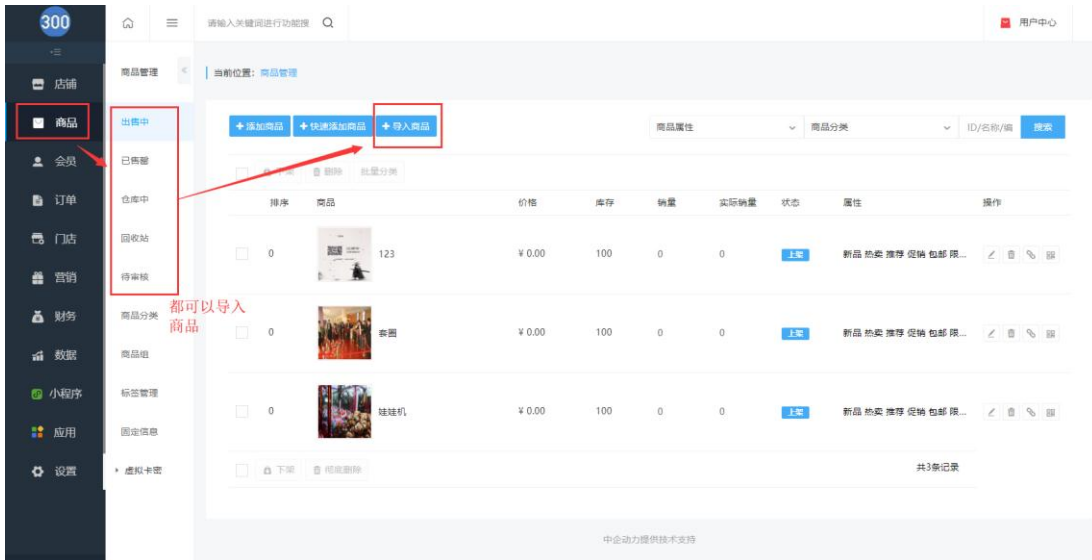 300
请输入关键词进行功能搜
用户中心
店铺
商品
会员
订单
门店
营销
财务
数据
小程序
应用
设置
商品管理
出售中
已售罄
仓库中
回收站
待审核
商品分类
商品组
标签管理
固定信息
虚拟卡密
都可以导入
商品
当前位置：商品管理
+添加商品 +快速添加商品 +导入商品 商品属性 商品分类 ID/名称/编 搜索
下架 删除 批量分类
排序 商品 价格 库存 销量 实际销量 状态 属性 操作
0 123 ¥ 0.00 100 0 0 上架 新品 热卖 推荐 促销 包邮 限...
0 套圈 ¥ 0.00 100 0 0 上架 新品 热卖 推荐 促销 包邮 限...
0 娃娃机 ¥ 0.00 100 0 0 上架 新品 热卖 推荐 促销 包邮 限...
下架 彻底删除 共3条记录
中企动力提供技术支持